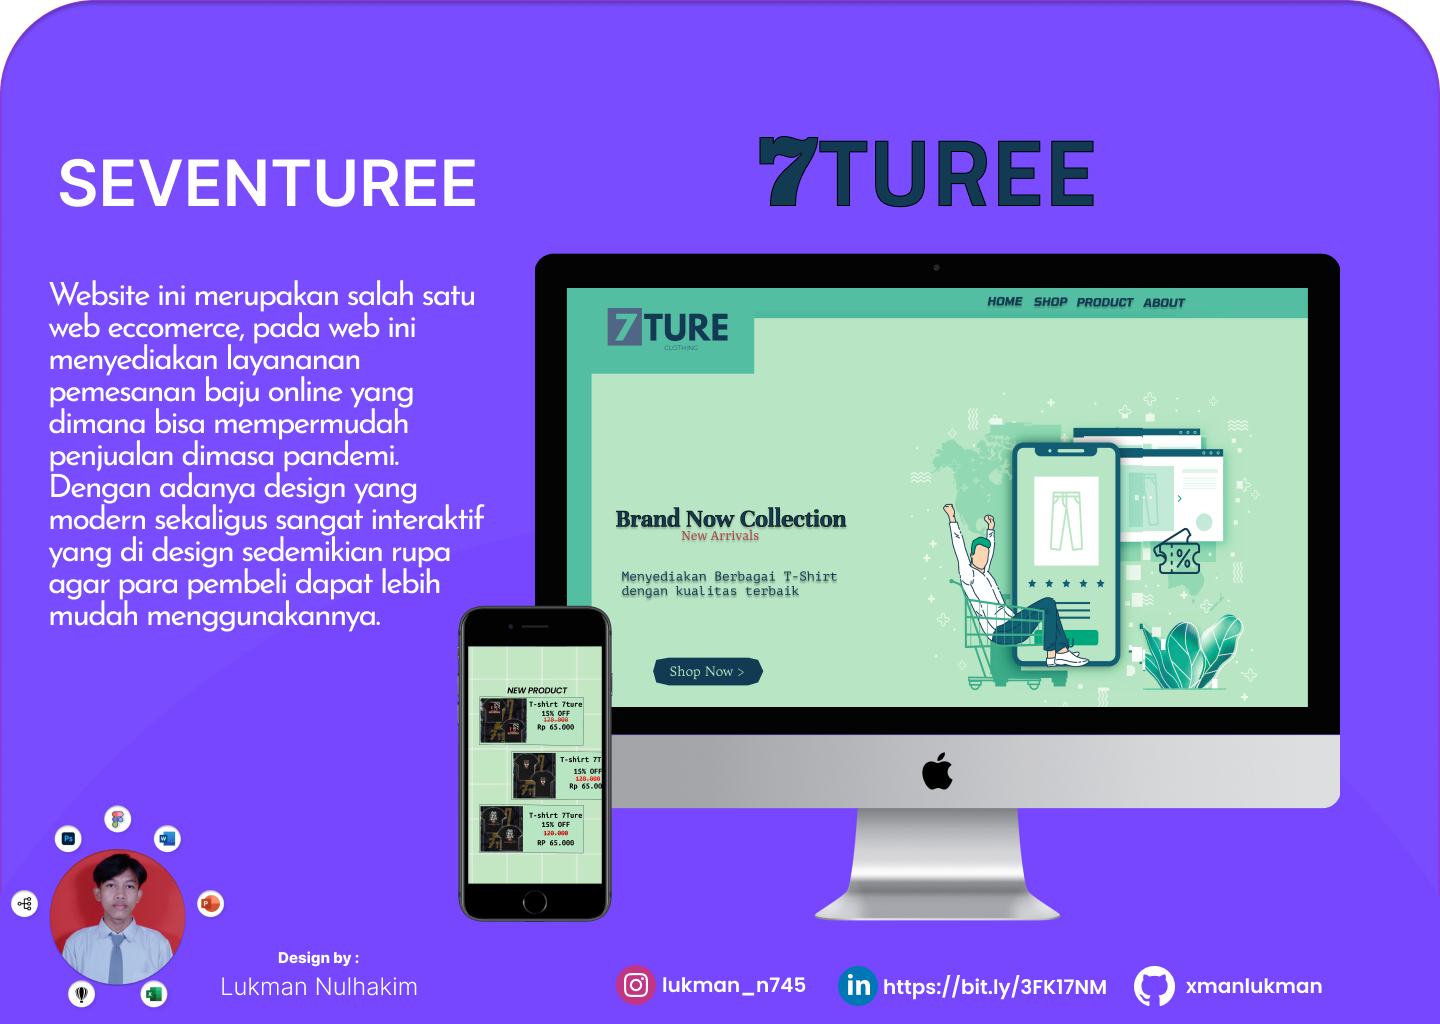 SEVENTUREE
7TUREE
Website ini merupakan salah satu
web eccomerce, pada web ini
menyediakan layananan
pemesanan baju online yang
dimana bisa mempermudah
penjualan dimasa pandemi.
Dengan adanya design yang
modern sekaligus sangat interaktif
yang di design sedemikian rupa
agar para pembeli dapat lebih
mudah menggunakannya.
7TURE
CLOTHING
HOME SHOP PRODUCT ABOUT
Brand Now Collection
New Arrivals
Menyediakan Berbagai T-Shirt
dengan kualitas terbaik
Shop Now >
%
NEW PRODUCT
T-shirt 7ture
15% OFF
120.000
Rp 65.000
T-shirt 7T
15% OFF
120.000
Rp 65.00
T-shirt 7Ture
15% OFF
120.000
RP 65.000
Ps
W
P
X
Design by :
Lukman Nulhakim
lukman_n745
in https://bit.ly/3FK17NM
xmanlukman